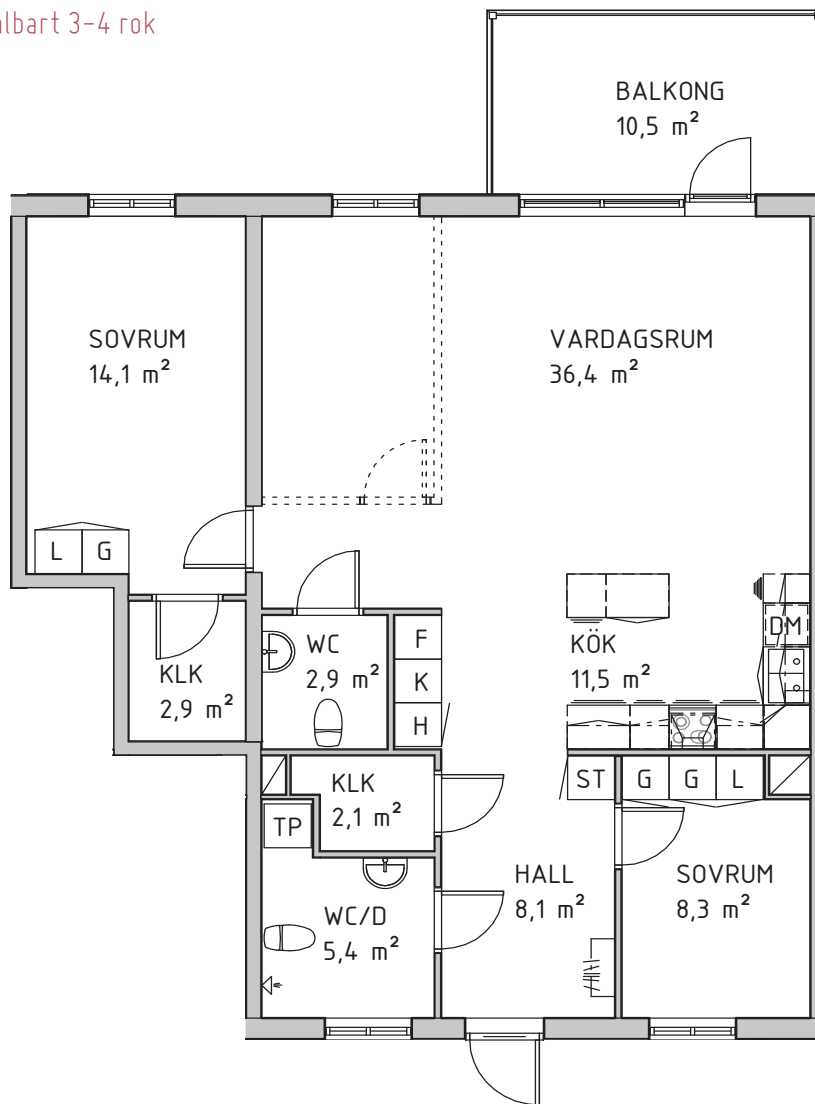 lbart 3-4 rok
BALKONG
10,5 m²
SOVRUM
14,1 m²
VARDAGSRUM
36,4 m²
L
G
DM
WC
2,9 m²
F
K
H
KÖK
11,5 m²
KLK
2,9 m²
KLK
2,1 m²
ST
G
G
L
TP
HALL
8,1 m²
SOVRUM
8,3 m²
WC/D
5,4 m²